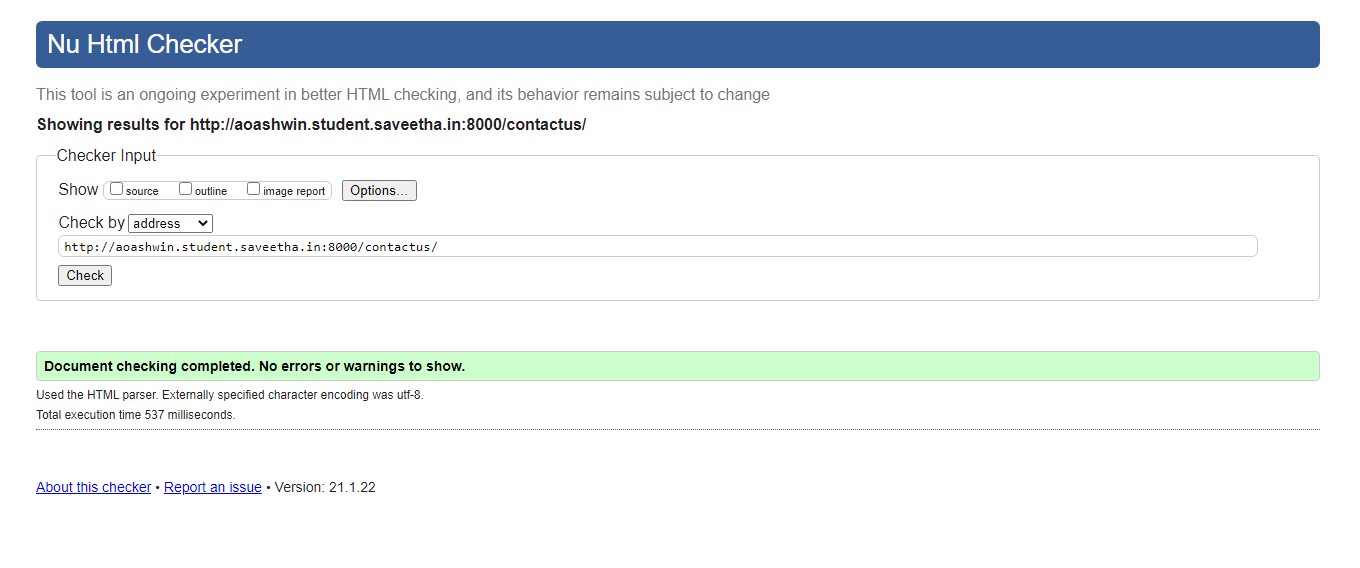 Nu Html Checker
This tool is an ongoing experiment in better HTML checking, and its behavior remains subject to change
Showing results for http://aoashwin.student.saveetha.in:8000/contactus/
Checker Input
Show source outline image report Options...
Check by address
http://aoashwin.student.saveetha.in:8000/contactus/
Check
Document checking completed. No errors or warnings to show.
Used the HTML parser. Externally specified character encoding was utf-8.
Total execution time 537 milliseconds.
About this checker • Report an issue • Version: 21.1.22